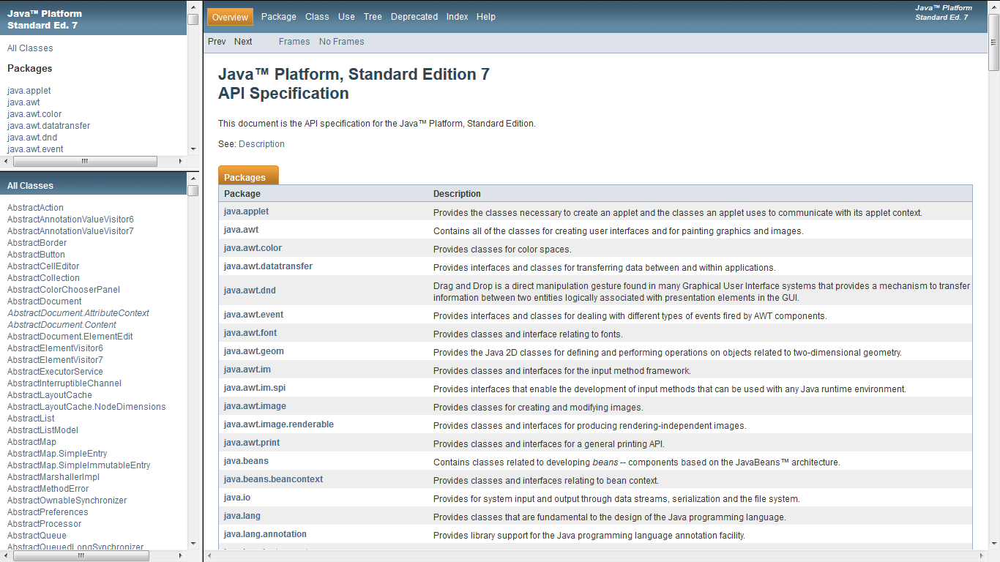 Java™ Platform
Standard Ed. 7
All Classes
Packages
java.applet
java.awt
java.awt.color
java.awt.datatransfer
java.awt.dnd
java.awt.event
All Classes
AbstractAction
AbstractAnnotationValueVisitor6
AbstractAnnotationValueVisitor7
AbstractBorder
AbstractButton
AbstractCellEditor
AbstractCollection
AbstractColorChooserPanel
AbstractDocument
AbstractDocument.AttributeContext
AbstractDocument.Content
AbstractDocument.ElementEdit
AbstractElementVisitor6
AbstractElementVisitor7
AbstractExecutorService
AbstractInterruptibleChannel
AbstractLayoutCache
AbstractLayoutCache.NodeDimensions
AbstractList
AbstractListModel
AbstractMap
AbstractMap.SimpleEntry
AbstractMap.SimpleImmutableEntry
AbstractMarshallerImpl
AbstractMethodError
AbstractOwnableSynchronizer
AbstractPreferences
AbstractProcessor
AbstractQueue
AbstractQueuedLongSynchronizer
Overview Package Class Use Tree Deprecated Index Help
Java™ Platform
Standard Ed. 7
Prev Next Frames No Frames
Java™ Platform, Standard Edition 7
API Specification
This document is the API specification for the Java™ Platform, Standard Edition.
See: Description
Packages
Package Description
java.applet Provides the classes necessary to create an applet and the classes an applet uses to communicate with its applet context.
java.awt Contains all of the classes for creating user interfaces and for painting graphics and images.
java.awt.color Provides classes for color spaces.
java.awt.datatransfer Provides interfaces and classes for transferring data between and within applications.
java.awt.dnd Drag and Drop is a direct manipulation gesture found in many Graphical User Interface systems that provides a mechanism to transfer
information between two entities logically associated with presentation elements in the GUI.
java.awt.event Provides interfaces and classes for dealing with different types of events fired by AWT components.
java.awt.font Provides classes and interface relating to fonts.
java.awt.geom Provides the Java 2D classes for defining and performing operations on objects related to two-dimensional geometry.
java.awt.im Provides classes and interfaces for the input method framework.
java.awt.im.spi Provides interfaces that enable the development of input methods that can be used with any Java runtime environment.
java.awt.image Provides classes for creating and modifying images.
java.awt.image.renderable Provides classes and interfaces for producing rendering-independent images.
java.awt.print Provides classes and interfaces for a general printing API.
java.beans Contains classes related to developing beans -- components based on the JavaBeans™ architecture.
java.beans.beancontext Provides classes and interfaces relating to bean context.
java.io Provides for system input and output through data streams, serialization and the file system.
java.lang Provides classes that are fundamental to the design of the Java programming language.
java.lang.annotation Provides library support for the Java programming language annotation facility.